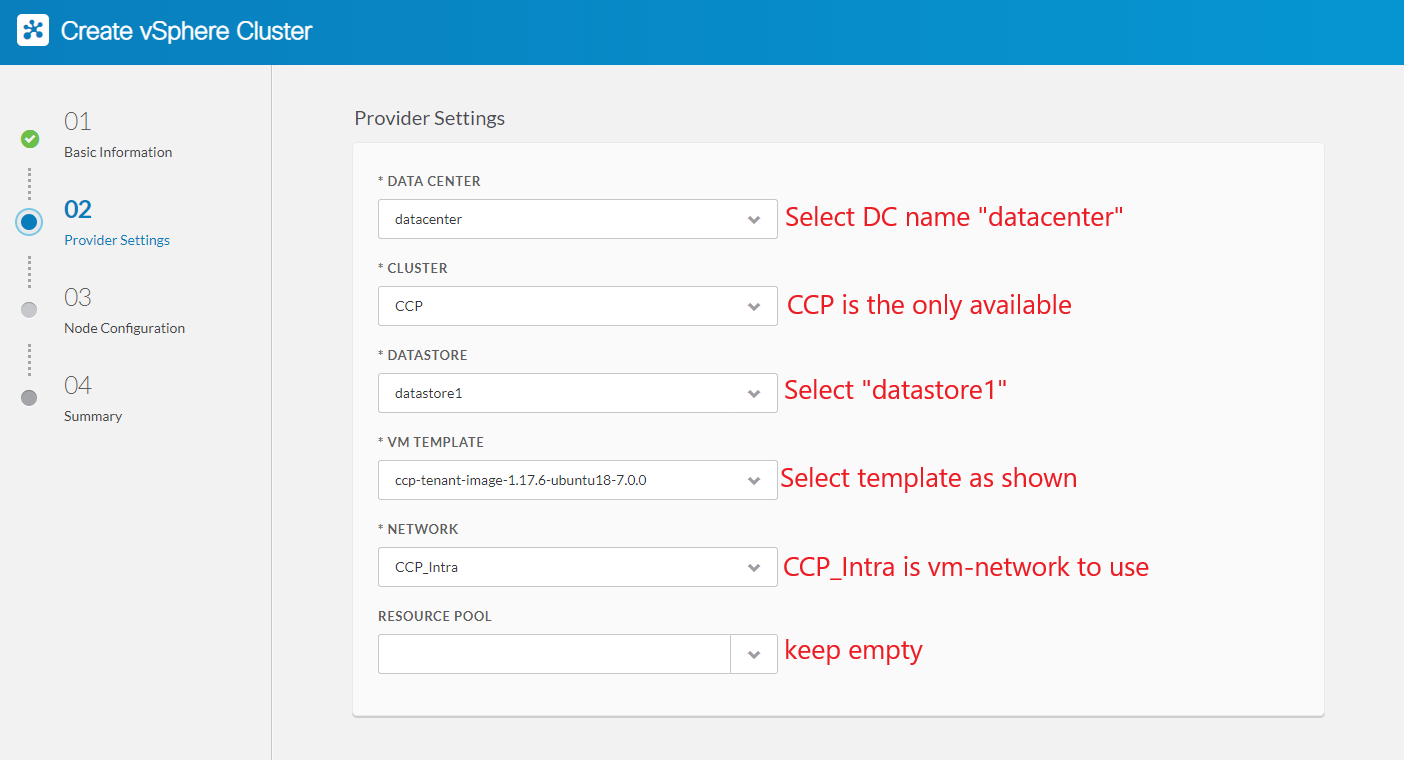 Create vSphere Cluster
01
Basic Information
02
Provider Settings
03
Node Configuration
04
Summary
Provider Settings
* DATA CENTER
datacenter
Select DC name "datacenter"
* CLUSTER
CCP
CCP is the only available
* DATASTORE
datastore1
Select "datastore1"
* VM TEMPLATE
ccp-tenant-image-1.17.6-ubuntu18-7.0.0
Select template as shown
* NETWORK
CCP_Intra
CCP_Intra is vm-network to use
RESOURCE POOL
keep empty